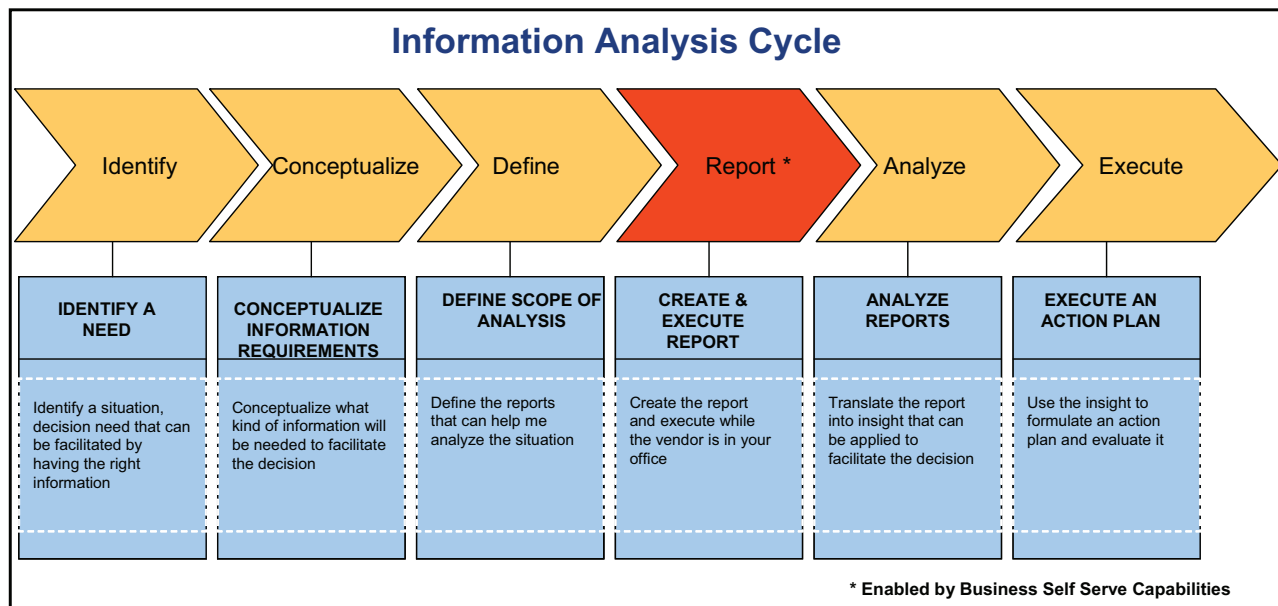 Information Analysis Cycle
Identify
Conceptualize
Define
Report *
Analyze
Execute
IDENTIFY A
NEED
CONCEPTUALIZE
INFORMATION
REQUIREMENTS
DEFINE SCOPE OF
ANALYSIS
CREATE &
EXECUTE
REPORT
ANALYZE
REPORTS
EXECUTE AN
ACTION PLAN
Identify a situation,
decision need that can
be facilitated by
having the right
information
Conceptualize what
kind of information will
be needed to facilitate
the decision
Define the reports
that can help me
analyze the situation
Create the report
and execute while
the vendor is in your
office
Translate the report
into insight that can
be applied to
facilitate the decision
Use the insight to
formulate an action
plan and evaluate it
* Enabled by Business Self Serve Capabilities